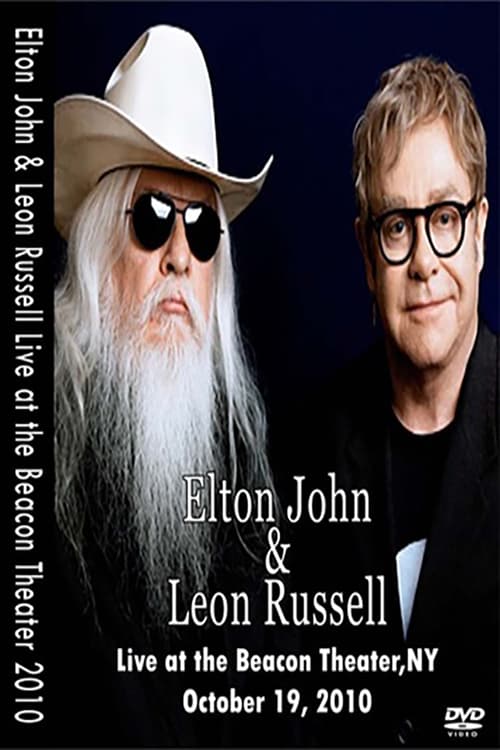 Elton John & Leon Russell Live at the Beacon Theater 2010
Elton John
&
Leon Russell
Live at the Beacon Theater,NY
October 19, 2010
DVD
VIDEO